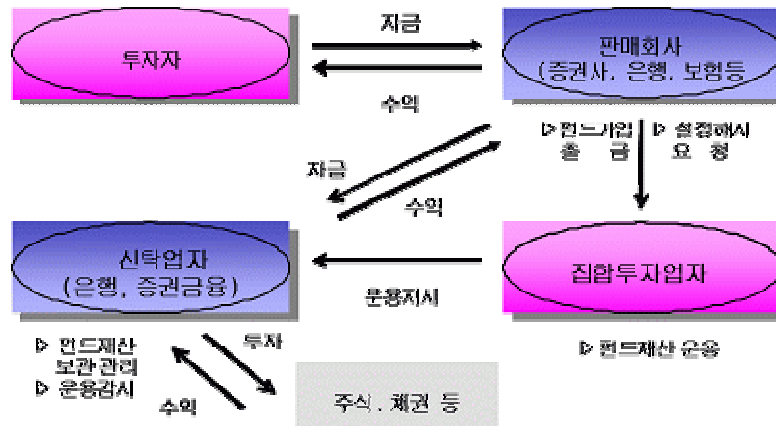 자금
투자자
판매회사
(증권사, 은행, 보험등
수익
▷펀드가입 ▷ 설정해지
출 금 요 청
자금
수익
신탁업자
(은행, 증권금융)
집합투자업자
운용지시
▷ 펀드재산
보관관리
▷ 운용감시
투자
▷ 펀드재산 운용
수익
주식, 채권 등